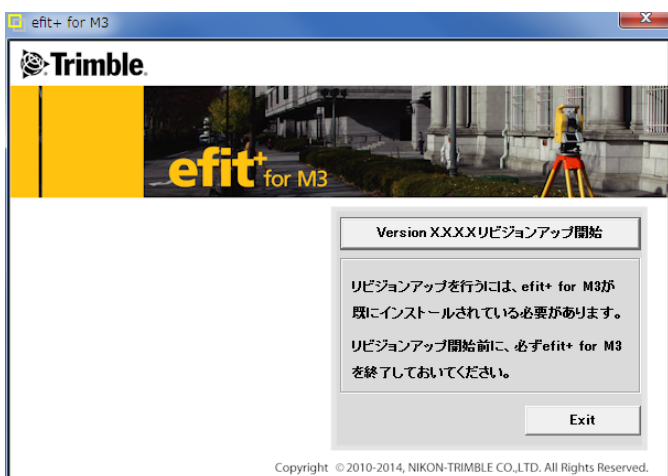 efit+ for M3
Trimble.
efit+ for M3
Version X.X.X.Xリビジョンアップ開始
リビジョンアップを行うには、efit+ for M3が
既にインストールされている必要があります。
リビジョンアップ開始前に、必ずefit+ for M3
を終了しておいてください。
Exit
Copyright ©2010-2014, NIKON-TRIMBLE CO.,LTD. All Rights Reserved.